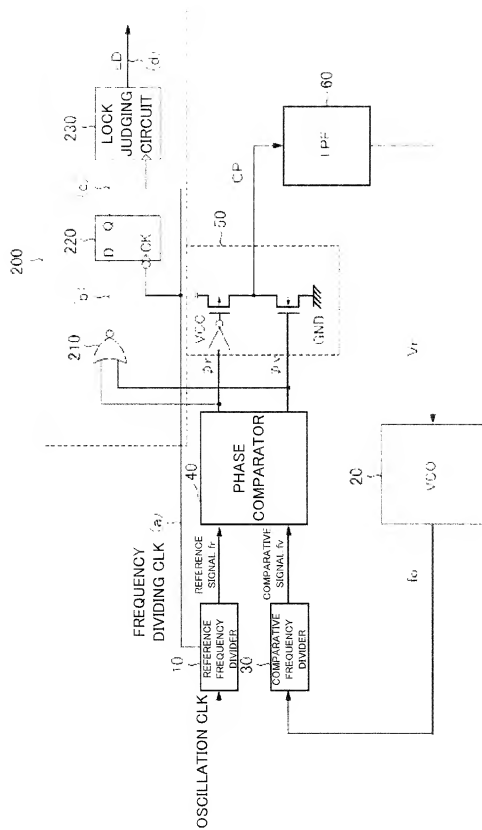 200
210
(b)
220
D
Q
CK
(c)
230
LOCK
JUDGING
CIRCUIT
LD
(d)
FREQUENCY
DIVIDING CLK
(a)
OSCILLATION CLK
10
REFERENCE
FREQUENCY
DIVIDER
REFERENCE
SIGNAL fr
30
COMPARATIVE
FREQUENCY
DIVIDER
COMPARATIVE
SIGNAL fv
40
PHASE
COMPARATOR
φr
φv
50
VCC
GND
CP
60
LPF
Vr
20
VCO
fo